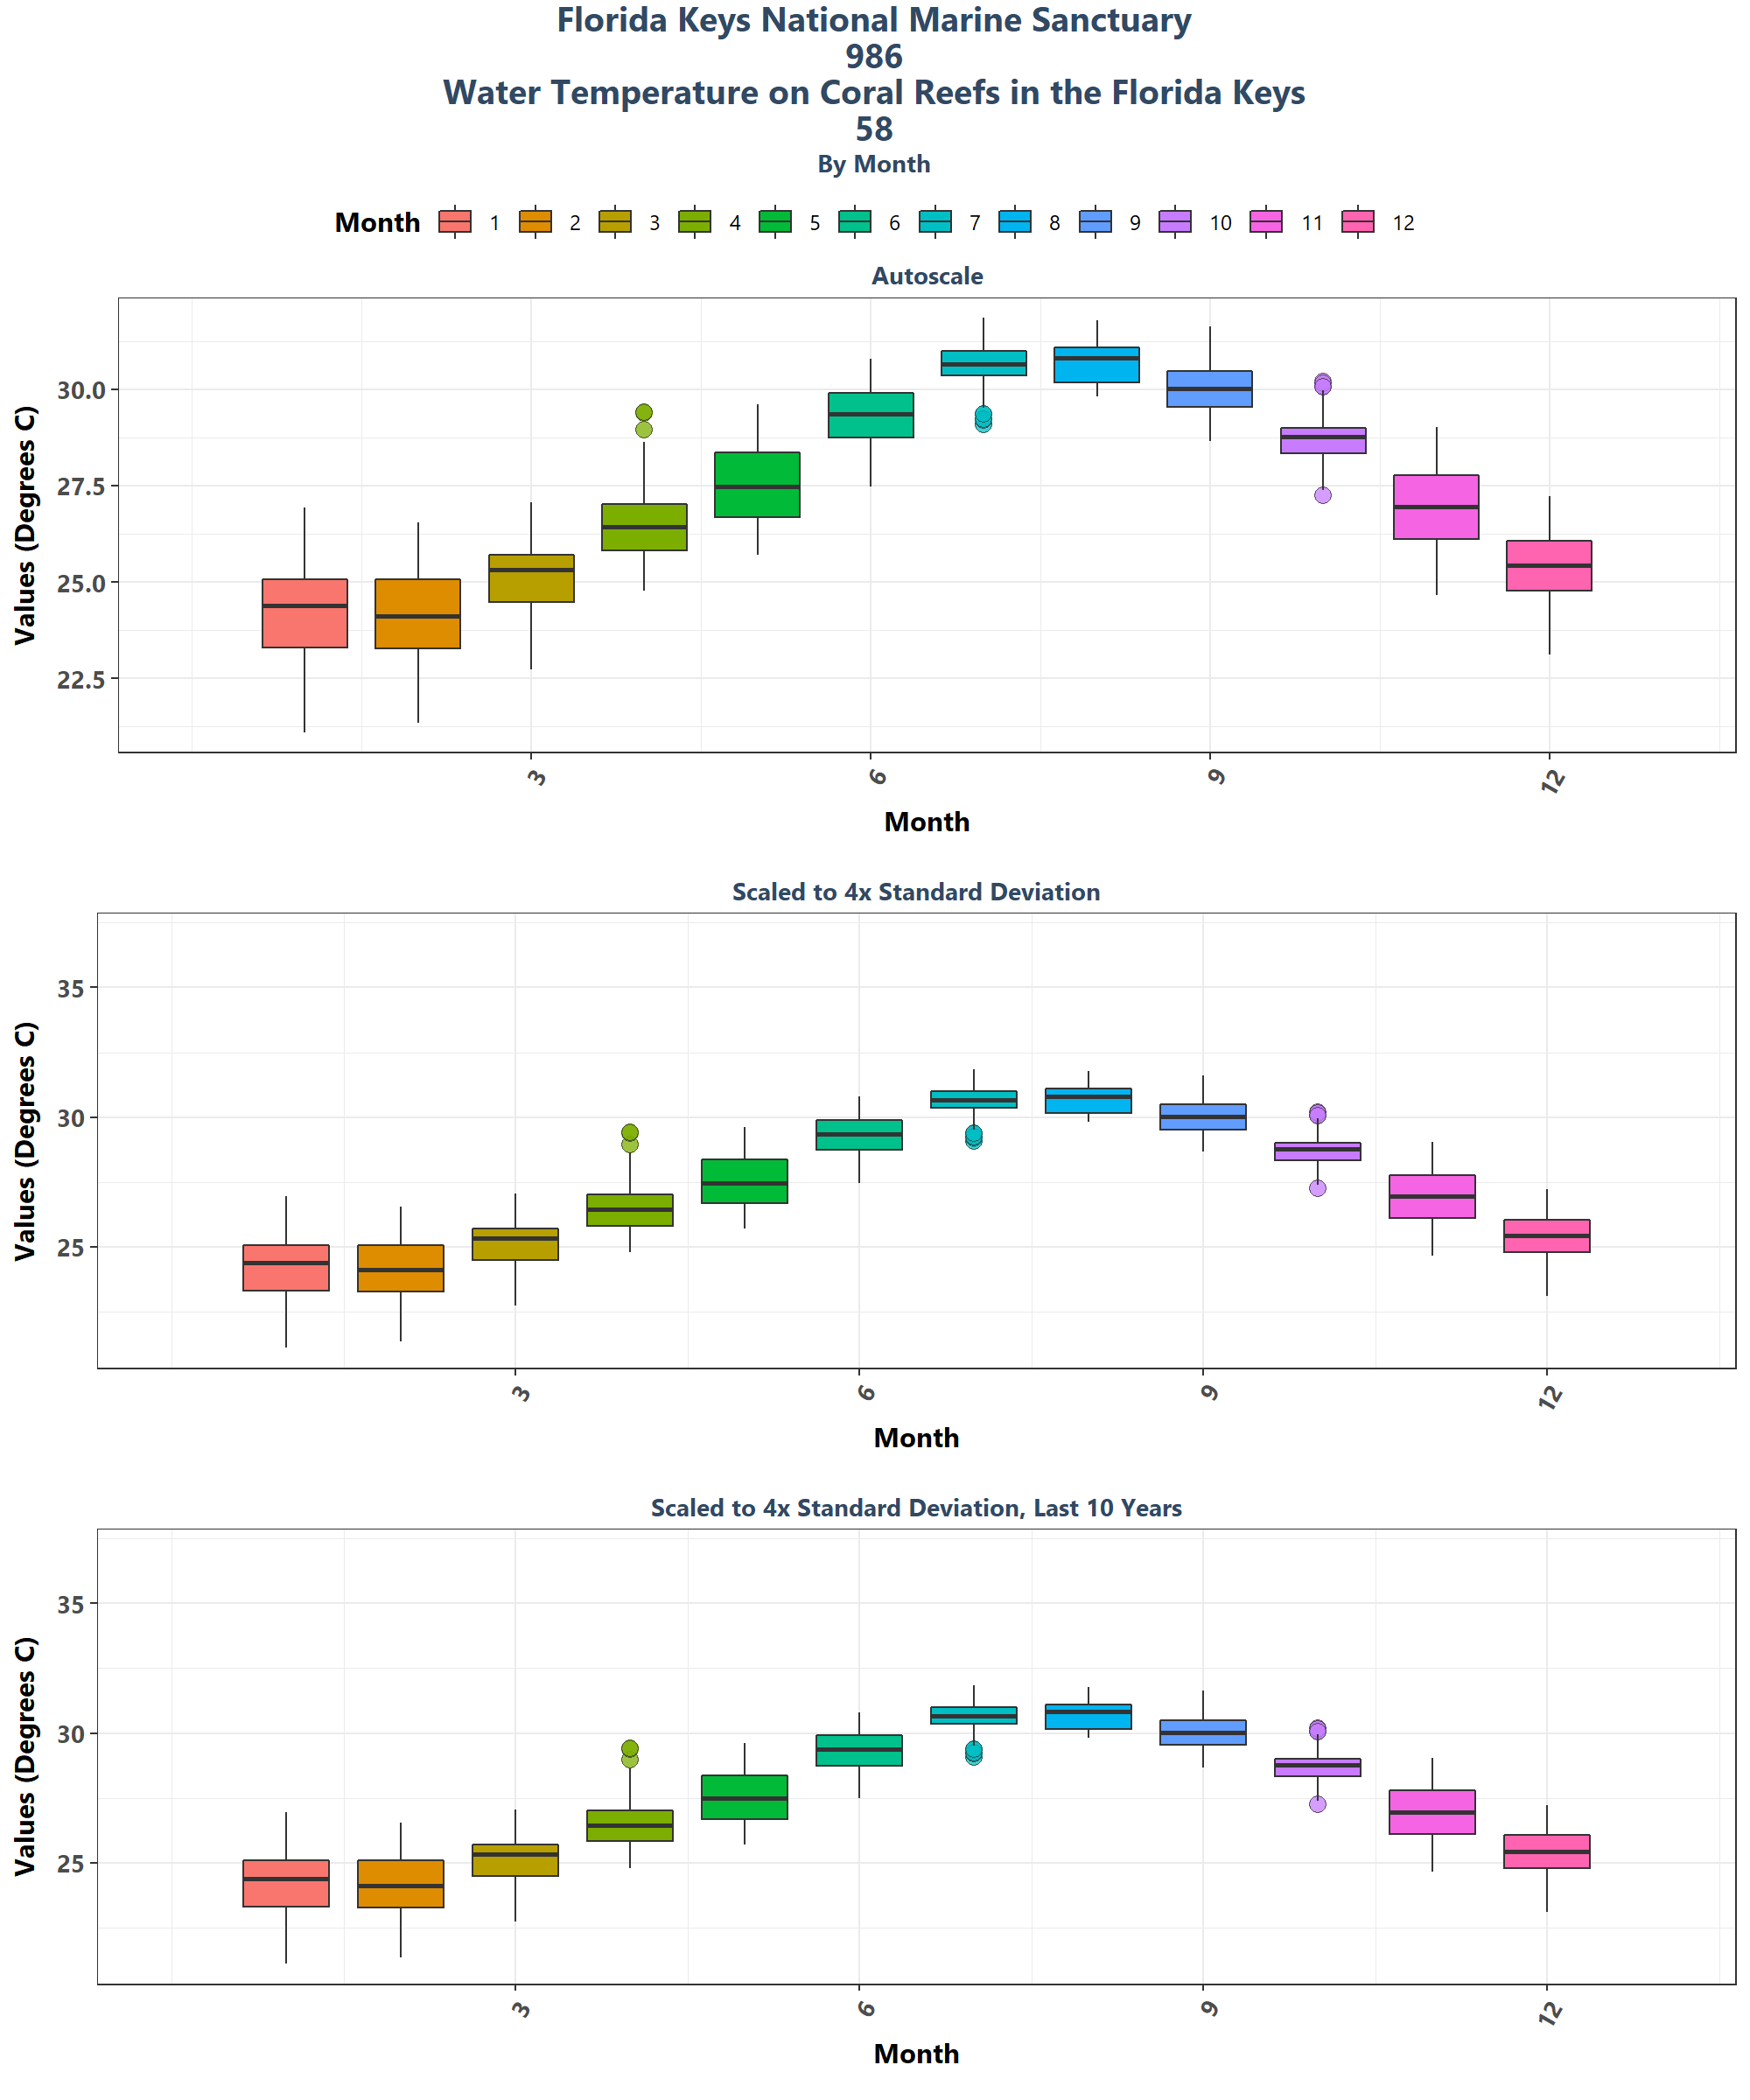 Florida Keys National Marine Sanctuary
986
Water Temperature on Coral Reefs in the Florida Keys
58
By Month
Month 1 2 3 4 5 6 7 8 9 10 11 12
Autoscale
Values (Degrees C)
30.0
27.5
25.0
22.5
3 6 9 12
Month
Scaled to 4x Standard Deviation
Values (Degrees C)
35
30
25
3 6 9 12
Month
Scaled to 4x Standard Deviation, Last 10 Years
Values (Degrees C)
35
30
25
3 6 9 12
Month